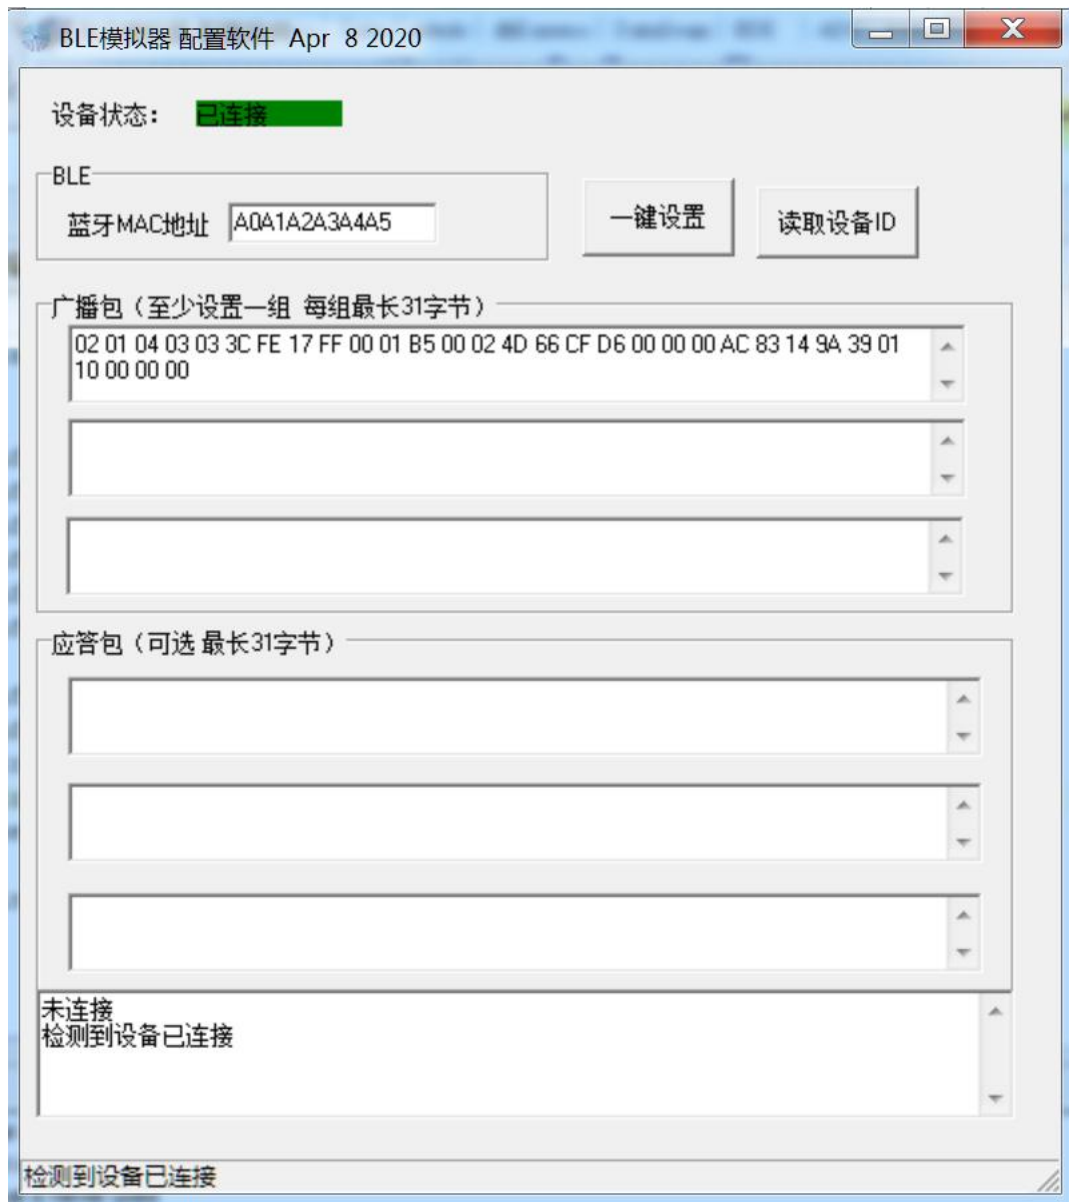 BLE模拟器 配置软件 Apr 8 2020
设备状态： 已连接
BLE
蓝牙MAC地址 A0A1A2A3A4A5
一键设置
读取设备ID
广播包（至少设置一组 每组最长31字节）
02 01 04 03 03 3C FE 17 FF 00 01 B5 00 02 4D 66 CF D6 00 00 00 AC 83 14 9A 39 01
10 00 00 00
应答包（可选 最长31字节）
未连接
检测到设备已连接
检测到设备已连接